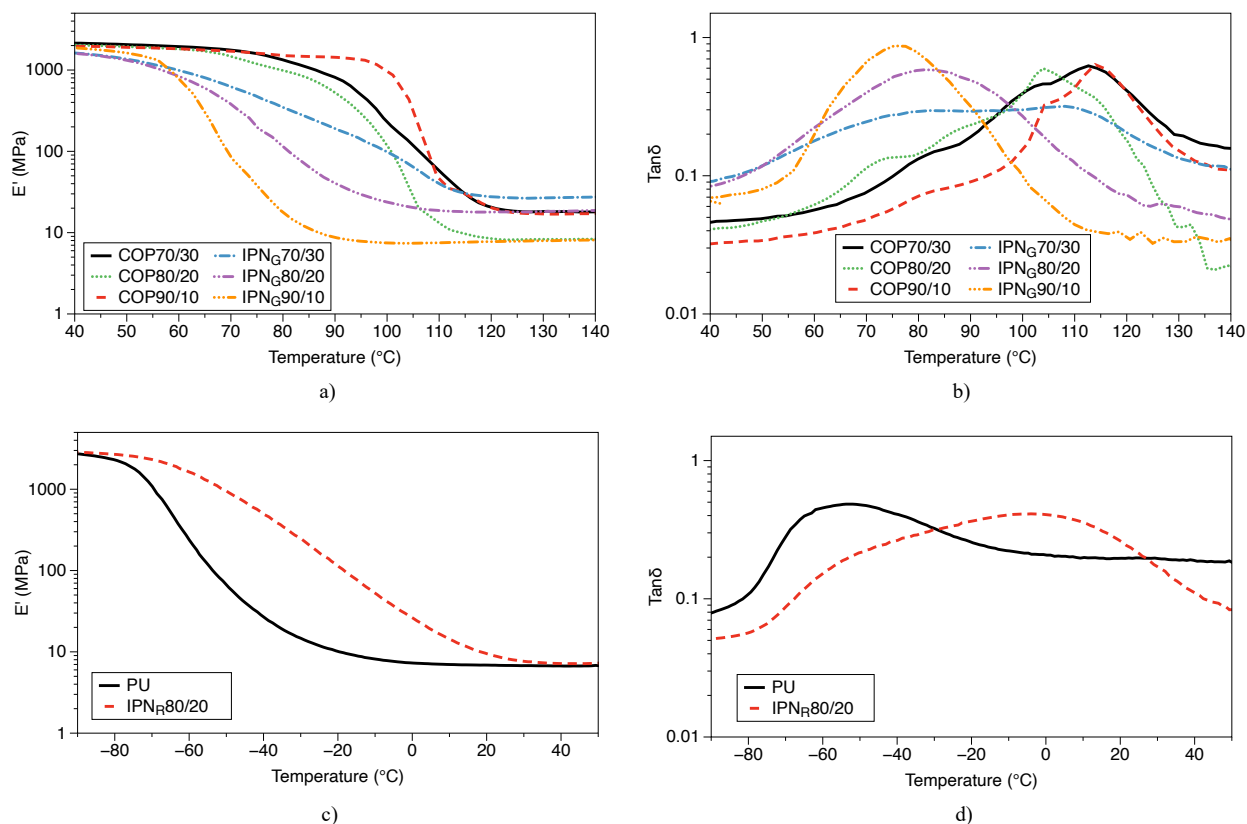 E' (MPa)
1000
100
10
1
COP70/30
COP80/20
COP90/10
IPNG70/30
IPNG80/20
IPNG90/10
40 50 60 70 80 90 100 110 120 130 140
Temperature (°C)
a)
Tanδ
1
0.1
0.01
COP70/30
COP80/20
COP90/10
IPNG70/30
IPNG80/20
IPNG90/10
40 50 60 70 80 90 100 110 120 130 140
Temperature (°C)
b)
E' (MPa)
1000
100
10
1
PU
IPNR80/20
−80 −60 −40 −20 0 20 40
Temperature (°C)
c)
Tanδ
1
0.1
0.01
PU
IPNR80/20
−80 −60 −40 −20 0 20 40
Temperature (°C)
d)